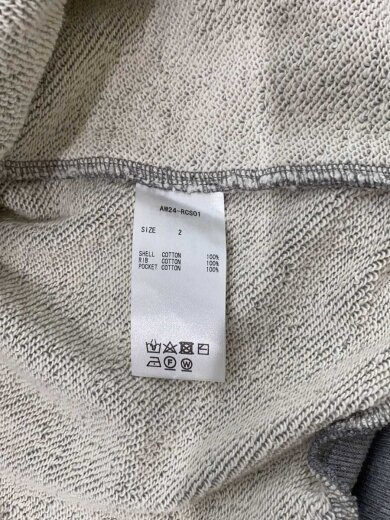 AW24-RCS01
SIZE 2
SHELL COTTON 100%
RIB COTTON 100%
POCKET COTTON 100%
F W